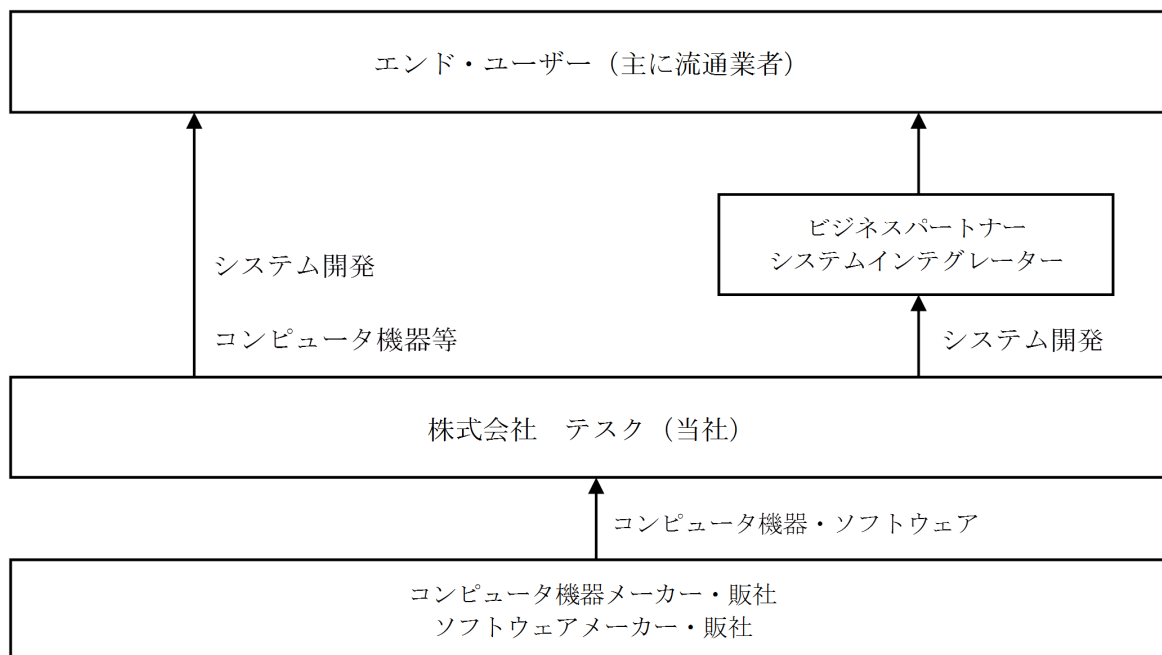 エンド・ユーザー（主に流通業者）
ビジネスパートナー
システムインテグレーター
システム開発
コンピュータ機器等
システム開発
株式会社　テスク（当社）
コンピュータ機器・ソフトウェア
コンピュータ機器メーカー・販社
ソフトウェアメーカー・販社